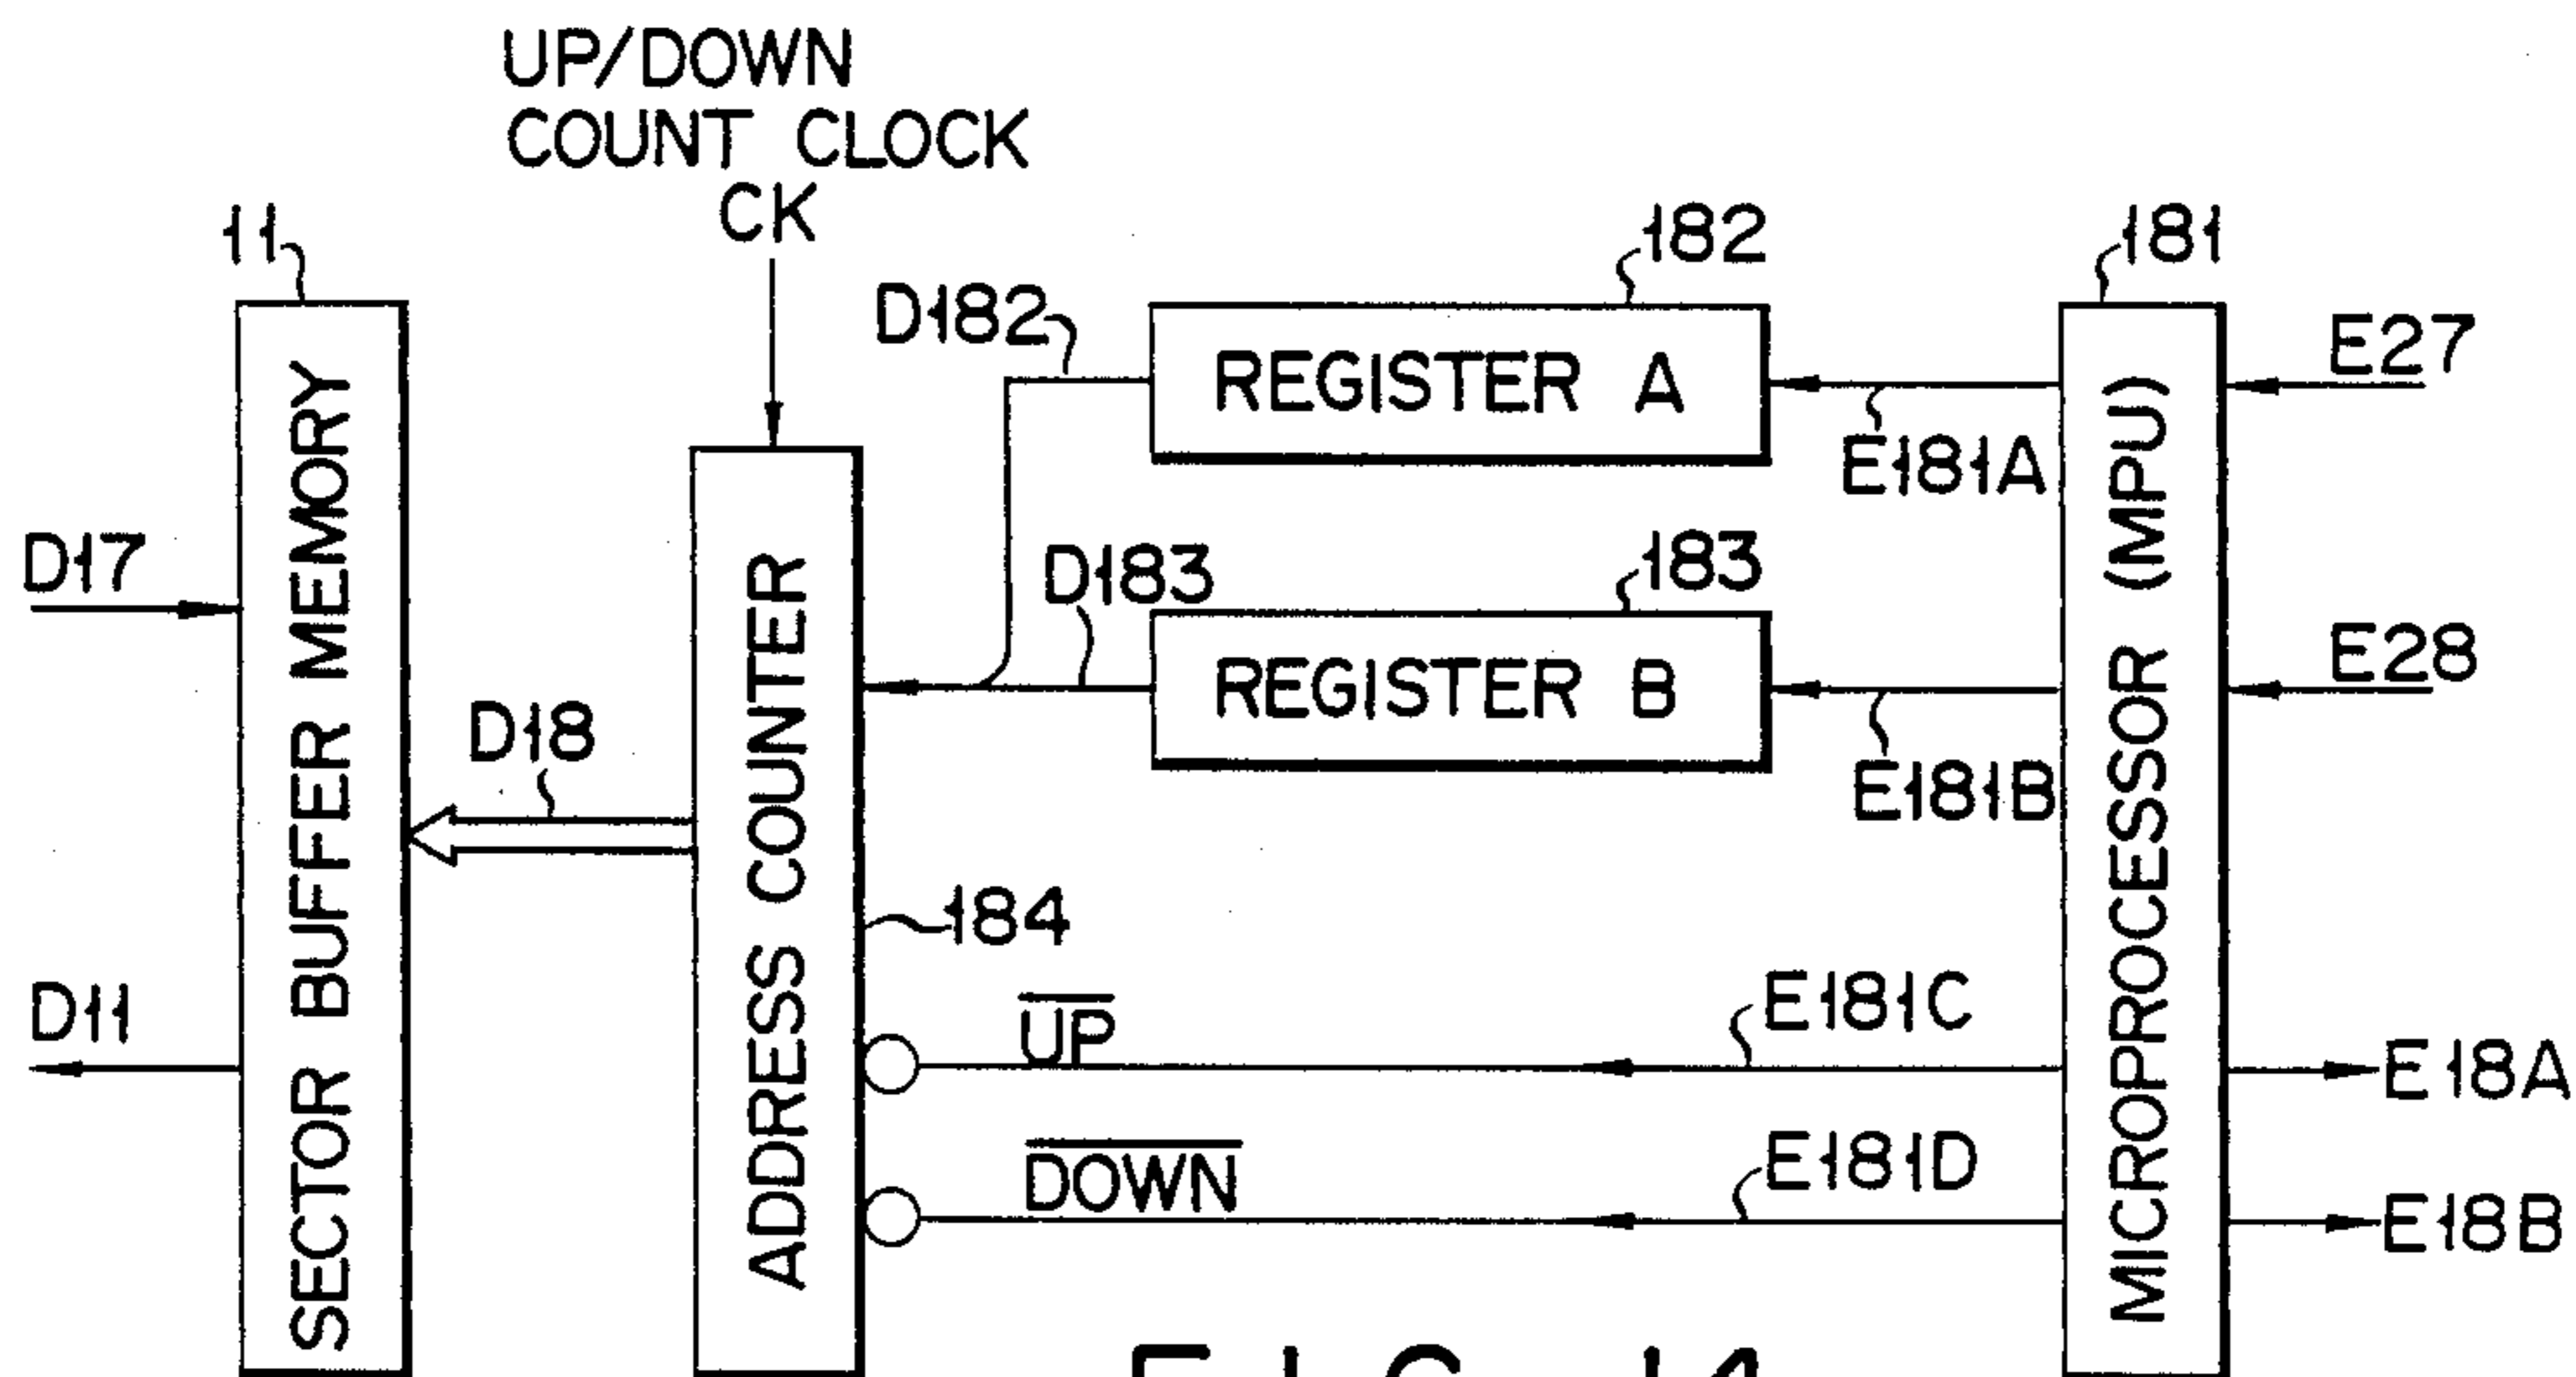 UP/DOWN
COUNT CLOCK
CK
11
182
181
D182
REGISTER A
E27
E181A
D17
D183
183
REGISTER B
E28
E181B
D18
184
D11
UP
E181C
E18A
DOWN
E181D
E18B
SECTOR BUFFER MEMORY
ADDRESS COUNTER
MICROPROCESSOR (MPU)